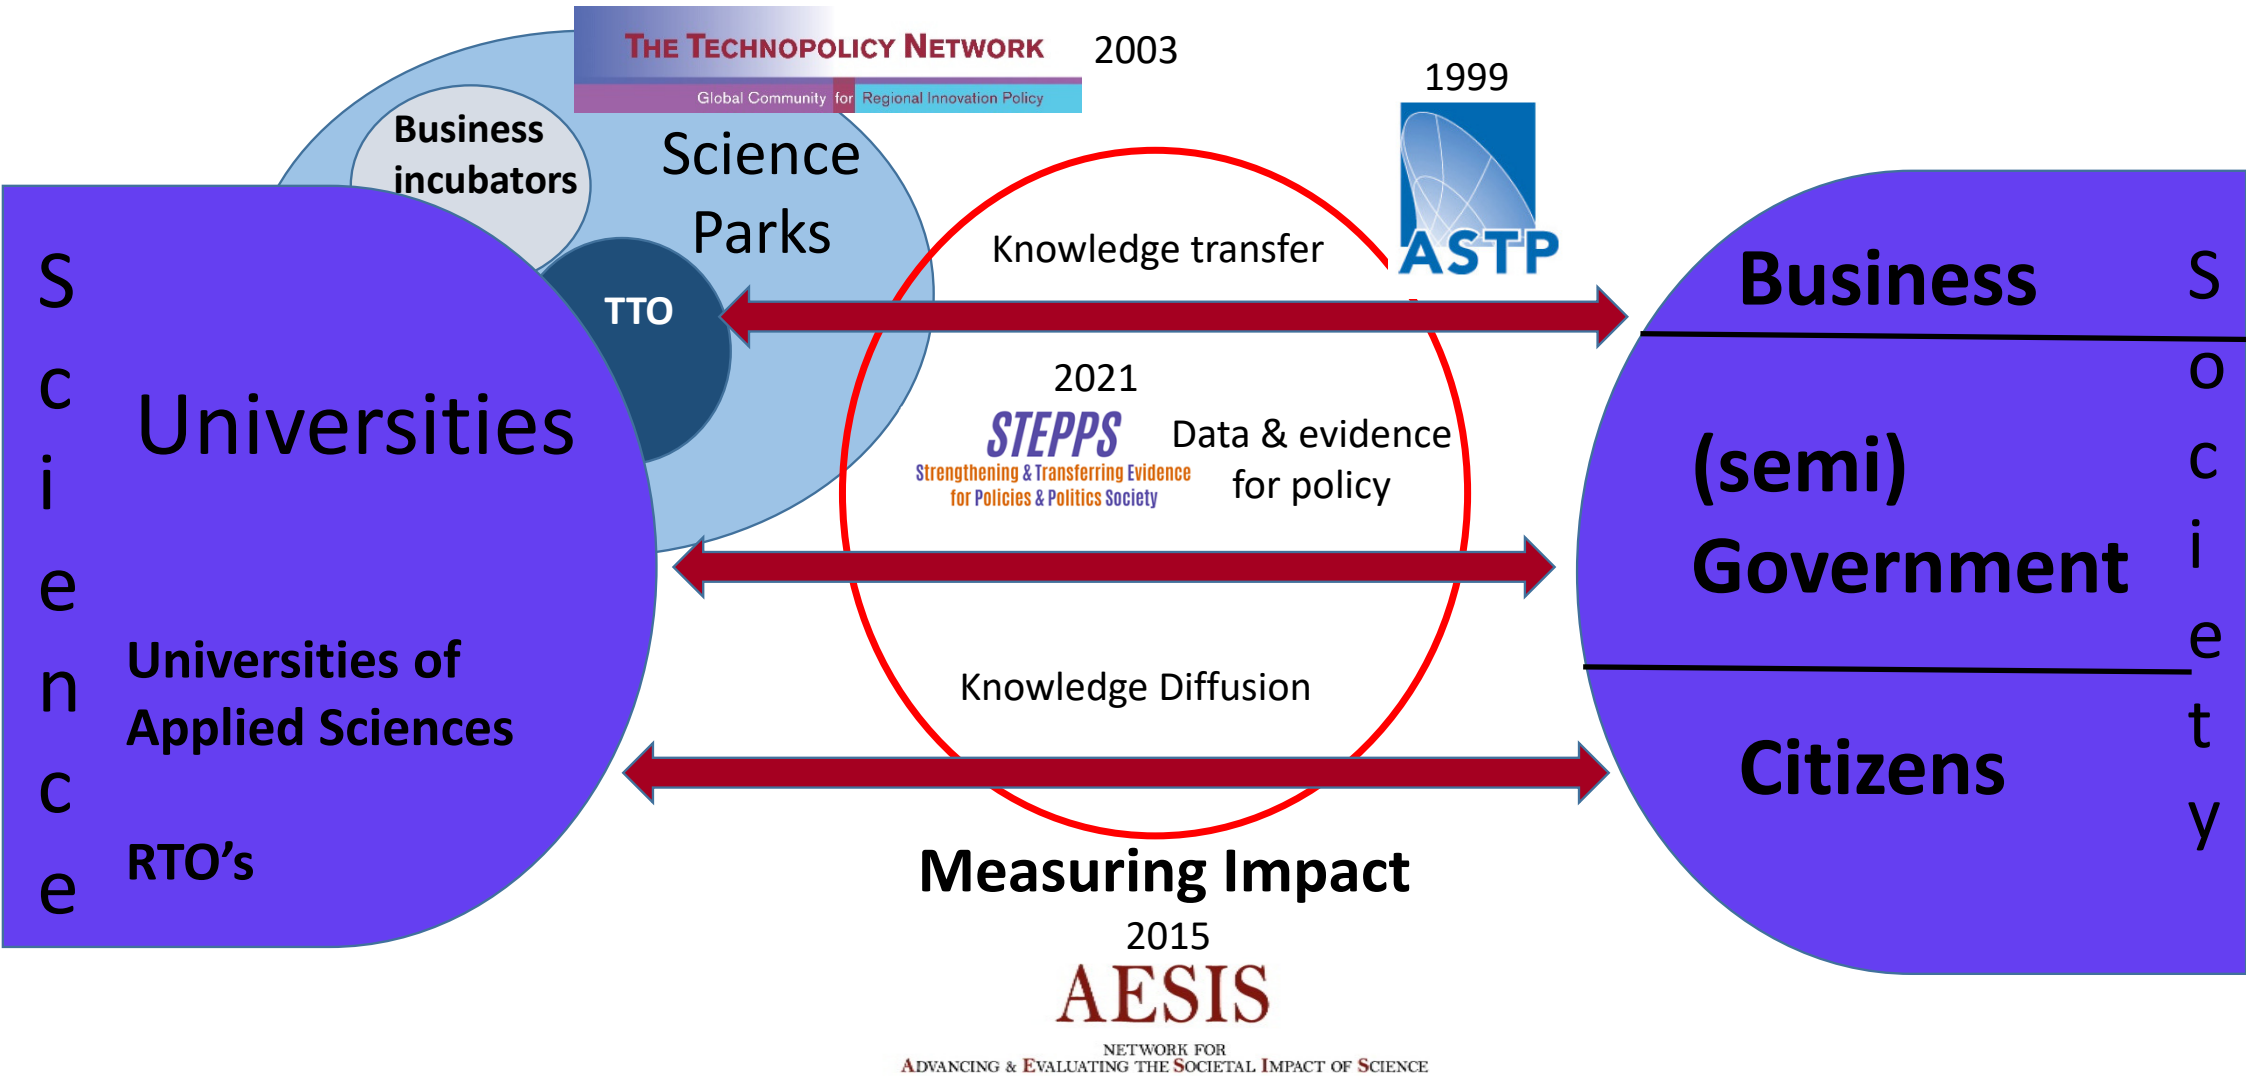 THE TECHNOPOLICY NETWORK
Global Community for Regional Innovation Policy
2003
1999
ASTP
Business
incubators
Science
Parks
TTO
Science
Universities
Universities of
Applied Sciences
RTO’s
Knowledge transfer
2021
STEPPS
Strengthening & Transferring Evidence
for Policies & Politics Society
Data & evidence
for policy
Knowledge Diffusion
Business
(semi)
Government
Citizens
Society
Measuring Impact
2015
AESIS
NETWORK FOR
ADVANCING & EVALUATING THE SOCIETAL IMPACT OF SCIENCE